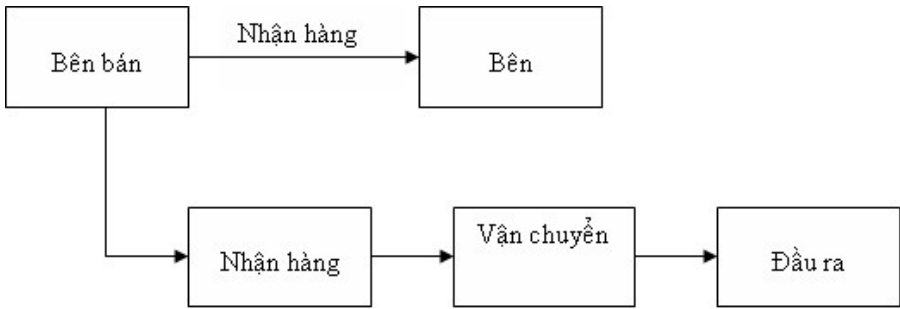 Nhận hàng
Bên bán
Bên
Nhận hàng
Vận chuyển
Đầu ra